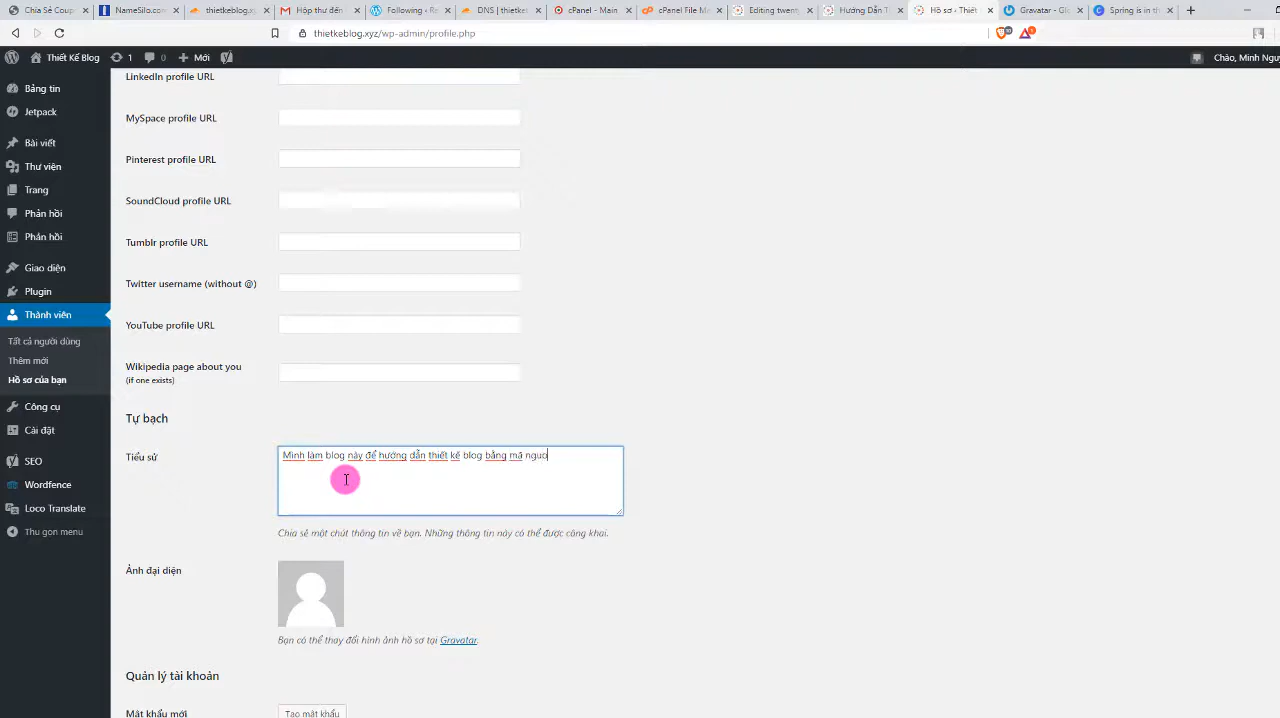 Chia Sẻ Coup
NameSilo.co
thietkeblog.xyz
Hộp thư đến
Following ‹ Re
DNS | thietke
cPanel - Main
cPanel File Ma
Editing twent
Hướng Dẫn T
Hồ sơ ‹ Thiết
Gravatar - Glo
Spring is in th
thietkeblog.xyz/wp-admin/profile.php
Thiết Kế Blog
1
0
Mới
Chào, Minh Nguy
Bảng tin
Jetpack
Bài viết
Thư viện
Trang
Phản hồi
Phản hồi
Giao diện
Plugin
Thành viên
Tất cả người dùng
Thêm mới
Hồ sơ của bạn
Công cụ
Cài đặt
SEO
Wordfence
Loco Translate
Thu gọn menu
LinkedIn profile URL
MySpace profile URL
Pinterest profile URL
SoundCloud profile URL
Tumblr profile URL
Twitter username (without @)
YouTube profile URL
Wikipedia page about you
(if one exists)
Tự bạch
Tiểu sử
Mình làm blog này để hướng dẫn thiết kế blog bằng mã nguo
Chia sẻ một chút thông tin về bạn. Những thông tin này có thể được công khai.
Ảnh đại diện
Bạn có thể thay đổi hình ảnh hồ sơ tại Gravatar.
Quản lý tài khoản
Mật khẩu mới
Tạo mật khẩu